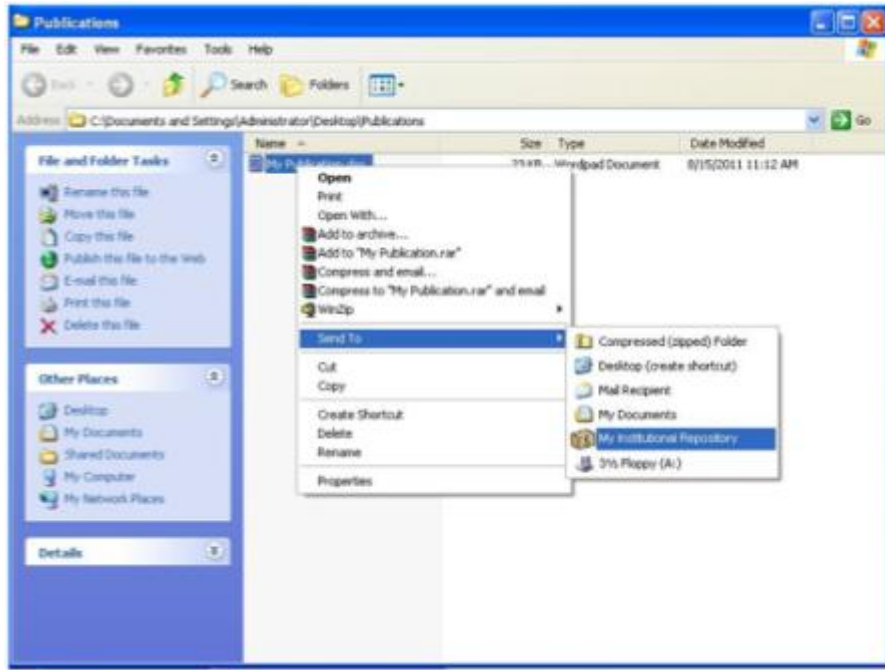 Publications
File Edit View Favorites Tools Help
Back Search Folders
Address C:\Documents and Settings\Administrator\Desktop\Publications Go
Name Size Type Date Modified
My Publication.doc 23 KB Wordpad Document 8/15/2011 11:12 AM
File and Folder Tasks
Rename this file
Move this file
Copy this file
Publish this file to the Web
E-mail this file
Print this file
Delete this file
Other Places
Desktop
My Documents
Shared Documents
My Computer
My Network Places
Details
Open
Print
Open With...
Add to archive...
Add to "My Publication.rar"
Compress and email...
Compress to "My Publication.rar" and email
WinZip
Send To
Cut
Copy
Create Shortcut
Delete
Rename
Properties
Compressed (zipped) Folder
Desktop (create shortcut)
Mail Recipient
My Documents
My Institutional Repository
3½ Floppy (A:)